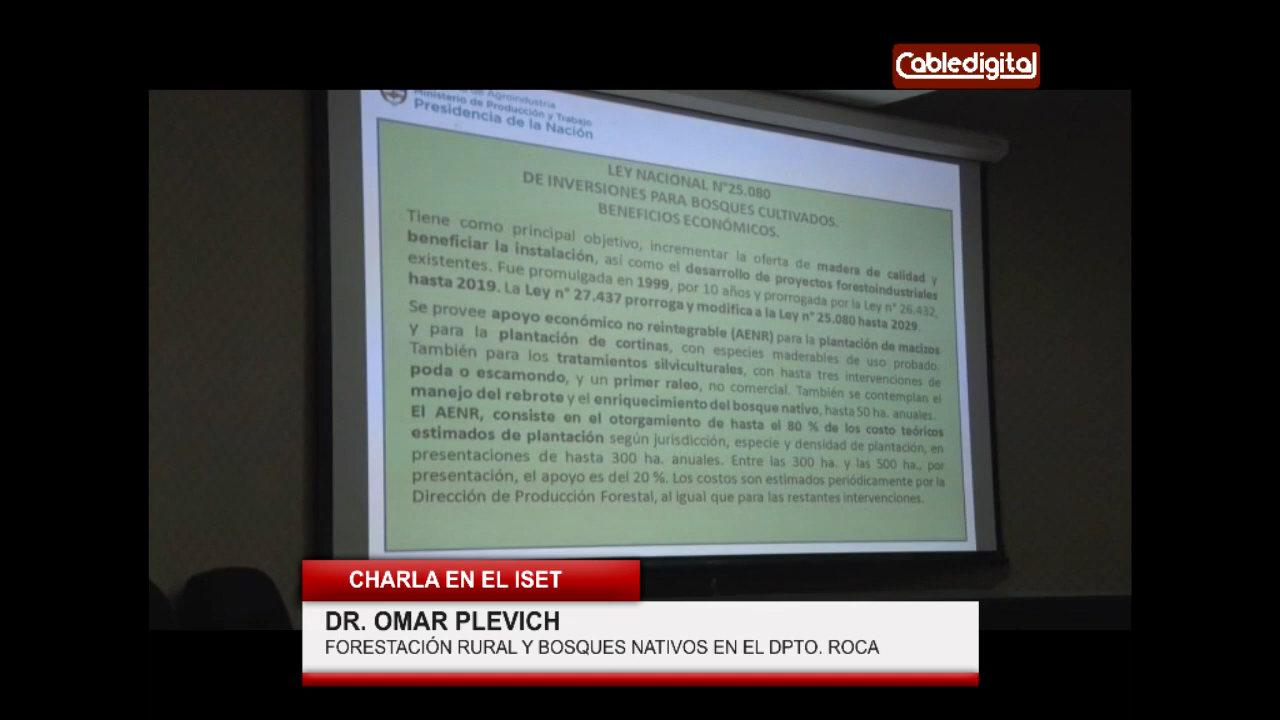 Cabledigital
de Agroindustria
Ministerio de Producción y Trabajo
Presidencia de la Nación
LEY NACIONAL N°25.080
DE INVERSIONES PARA BOSQUES CULTIVADOS.
BENEFICIOS ECONÓMICOS.
Tiene como principal objetivo, incrementar la oferta de madera de calidad y
beneficiar la instalación, así como el desarrollo de proyectos forestoindustriales
existentes. Fue promulgada en 1999, por 10 años y prorrogada por la Ley n° 26.432,
hasta 2019. La Ley n° 27.437 prorroga y modifica a la Ley n° 25.080 hasta 2029.
Se provee apoyo económico no reintegrable (AENR) para la plantación de macizos
y para la plantación de cortinas, con especies maderables de uso probado.
También para los tratamientos silviculturales, con hasta tres intervenciones de
poda o escamondo, y un primer raleo, no comercial. También se contemplan el
manejo del rebrote y el enriquecimiento del bosque nativo, hasta 50 ha. anuales.
El AENR, consiste en el otorgamiento de hasta el 80 % de los costo teóricos
estimados de plantación según jurisdicción, especie y densidad de plantación, en
presentaciones de hasta 300 ha. anuales. Entre las 300 ha. y las 500 ha., por
presentación, el apoyo es del 20 %. Los costos son estimados periódicamente por la
Dirección de Producción Forestal, al igual que para las restantes intervenciones.
CHARLA EN EL ISET
DR. OMAR PLEVICH
FORESTACIÓN RURAL Y BOSQUES NATIVOS EN EL DPTO. ROCA